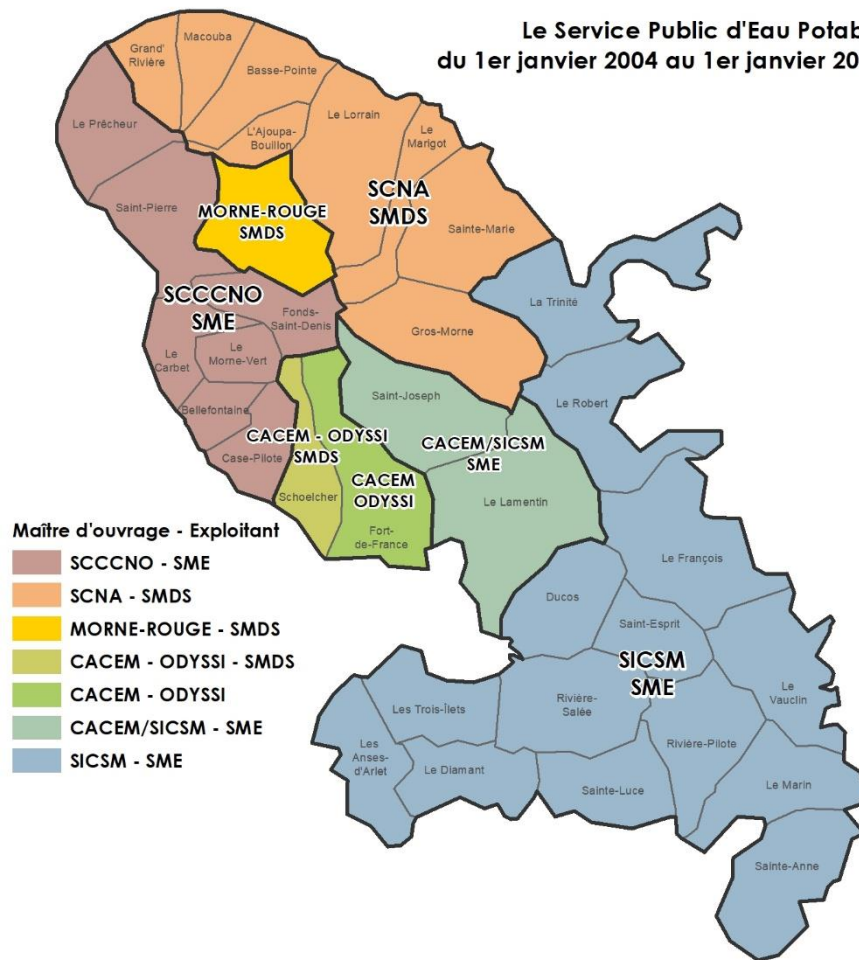 Le Service Public d'Eau Potab
du 1er janvier 2004 au 1er janvier 20
Grand'
Rivière
Macouba
Basse-Pointe
Le Prêcheur
Le Lorrain
L'Ajoupa-
Bouillon
Le
Marigot
Saint-Pierre
MORNE-ROUGE
SMDS
SCNA
SMDS
Sainte-Marie
SCCCNO
SME
Fonds-
Saint-Denis
La Trinité
Gros-Morne
Le
Carbet
Le
Morne-Vert
Saint-Joseph
Le Robert
Bellefontaine
CACEM - ODYSSI
SMDS
CACEM/SICSM
SME
Case-Pilote
CACEM
ODYSSI
Schoelcher
Le Lamentin
Fort-
de-France
Maître d'ouvrage - Exploitant
SCCCNO - SME
SCNA - SMDS
MORNE-ROUGE - SMDS
CACEM - ODYSSI - SMDS
CACEM - ODYSSI
CACEM/SICSM - SME
SICSM - SME
Le François
Ducos
Saint-Esprit
SICSM
SME
Le
Vauclin
Les Trois-Îlets
Rivière-
Salée
Rivière-Pilote
Les
Anses-
d'Arlet
Le Diamant
Sainte-Luce
Le Marin
Sainte-Anne